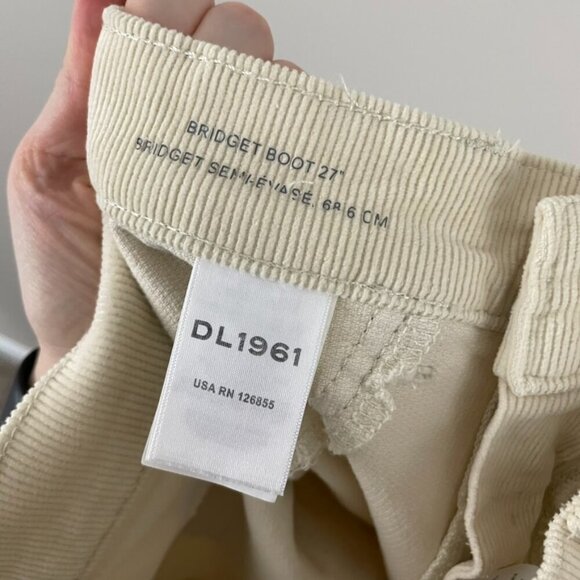 BRIDGET BOOT 27"
BRIDGET SEMI-ÉVASÉ, 68.6 CM
DL1961
USA RN 126855